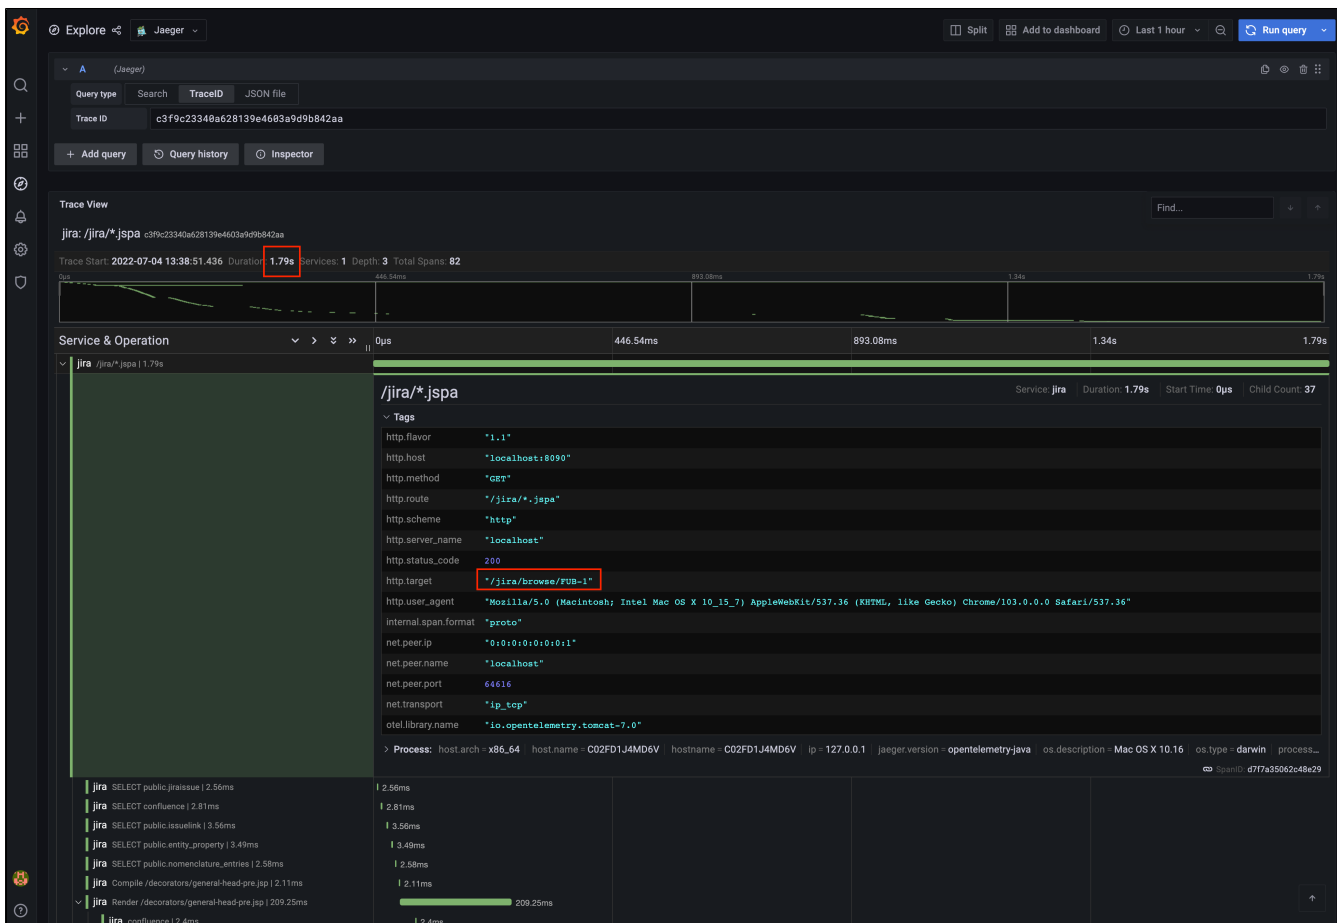 Explore Jaeger Split Add to dashboard Last 1 hour Run query
A (Jaeger)
Query type Search TraceID JSON file
Trace ID c3f9c23340a628139e4603a9d9b842aa
+ Add query Query history Inspector
Trace View Find...
jira: /jira/*.jspa c3f9c23340a628139e4603a9d9b842aa
Trace Start: 2022-07-04 13:38:51.436 Duration: 1.79s Services: 1 Depth: 3 Total Spans: 82
0μs 446.54ms 893.08ms 1.34s 1.79s
Service & Operation 0μs 446.54ms 893.08ms 1.34s 1.79s
jira /jira/*.jspa | 1.79s
/jira/*.jspa Service: jira Duration: 1.79s Start Time: 0μs Child Count: 37
Tags
http.flavor "1.1"
http.host "localhost:8090"
http.method "GET"
http.route "/jira/*.jspa"
http.scheme "http"
http.server_name "localhost"
http.status_code 200
http.target "/jira/browse/FUB-1"
http.user_agent "Mozilla/5.0 (Macintosh; Intel Mac OS X 10_15_7) AppleWebKit/537.36 (KHTML, like Gecko) Chrome/103.0.0.0 Safari/537.36"
internal.span.format "proto"
net.peer.ip "0:0:0:0:0:0:0:1"
net.peer.name "localhost"
net.peer.port 64616
net.transport "ip_tcp"
otel.library.name "io.opentelemetry.tomcat-7.0"
Process: host.arch = x86_64 host.name = C02FD1J4MD6V hostname = C02FD1J4MD6V ip = 127.0.0.1 jaeger.version = opentelemetry-java os.description = Mac OS X 10.16 os.type = darwin process...
SpanID: d7f7a35062c48e29
jira SELECT public.jiraissue | 2.56ms 2.56ms
jira SELECT confluence | 2.81ms 2.81ms
jira SELECT public.issuelink | 3.56ms 3.56ms
jira SELECT public.entity_property | 3.49ms 3.49ms
jira SELECT public.nomenclature_entries | 2.58ms 2.58ms
jira Compile /decorators/general-head-pre.jsp | 2.11ms 2.11ms
jira Render /decorators/general-head-pre.jsp | 209.25ms 209.25ms
jira confluence | 2.4ms 2.4ms